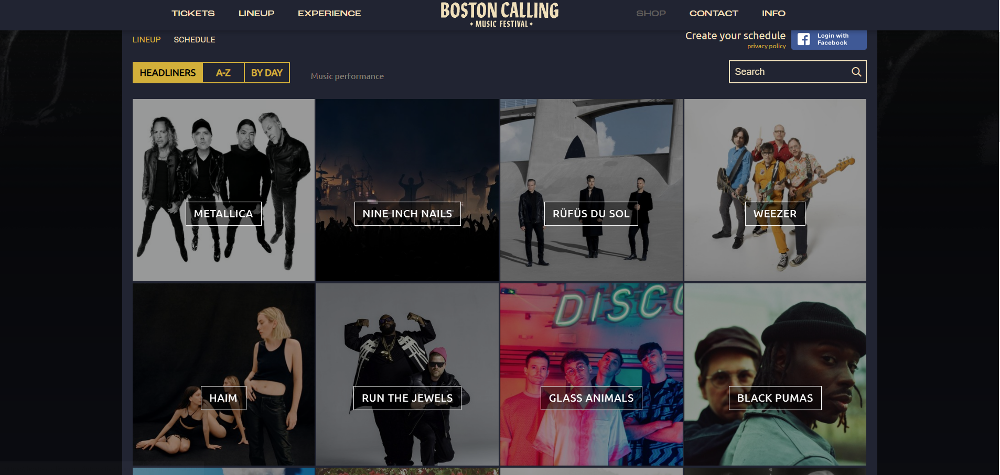 TICKETS LINEUP EXPERIENCE BOSTON CALLING SHOP CONTACT INFO
MUSIC FESTIVAL
LINEUP SCHEDULE
Create your schedule
privacy policy
Login with
Facebook
HEADLINERS A-Z BY DAY
Music performance
Search
METALLICA
NINE INCH NAILS
RÜFÜS DU SOL
WEEZER
DISCO
HAIM
RUN THE JEWELS
GLASS ANIMALS
BLACK PUMAS